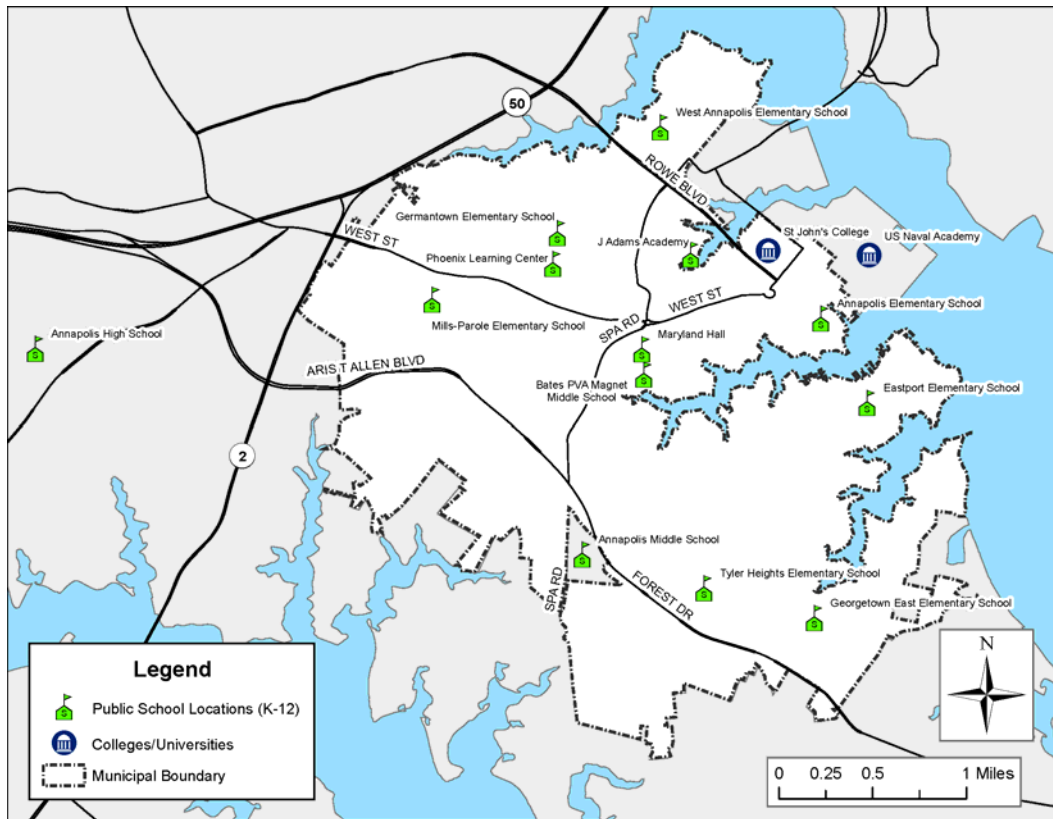 50
West Annapolis Elementary School
ROWE BLVD
Germantown Elementary School
WEST ST
St John's College
US Naval Academy
J Adams Academy
Phoenix Learning Center
WEST ST
Annapolis Elementary School
Mills-Parole Elementary School
SPA RD
Maryland Hall
Annapolis High School
ARIS T ALLEN BLVD
Bates PVA Magnet
Middle School
Eastport Elementary School
2
Annapolis Middle School
SPA RD
FOREST DR
Tyler Heights Elementary School
Georgetown East Elementary School
N
Legend
S Public School Locations (K-12)
Colleges/Universities
Municipal Boundary
0 0.25 0.5 1 Miles